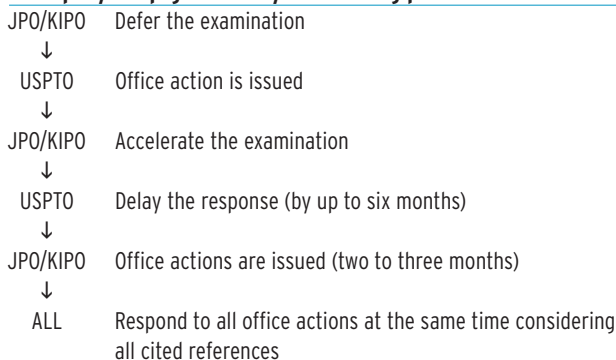 JPO/KIPO Defer the examination
↓
USPTO Office action is issued
↓
JPO/KIPO Accelerate the examination
↓
USPTO Delay the response (by up to six months)
↓
JPO/KIPO Office actions are issued (two to three months)
↓
ALL Respond to all office actions at the same time considering
all cited references